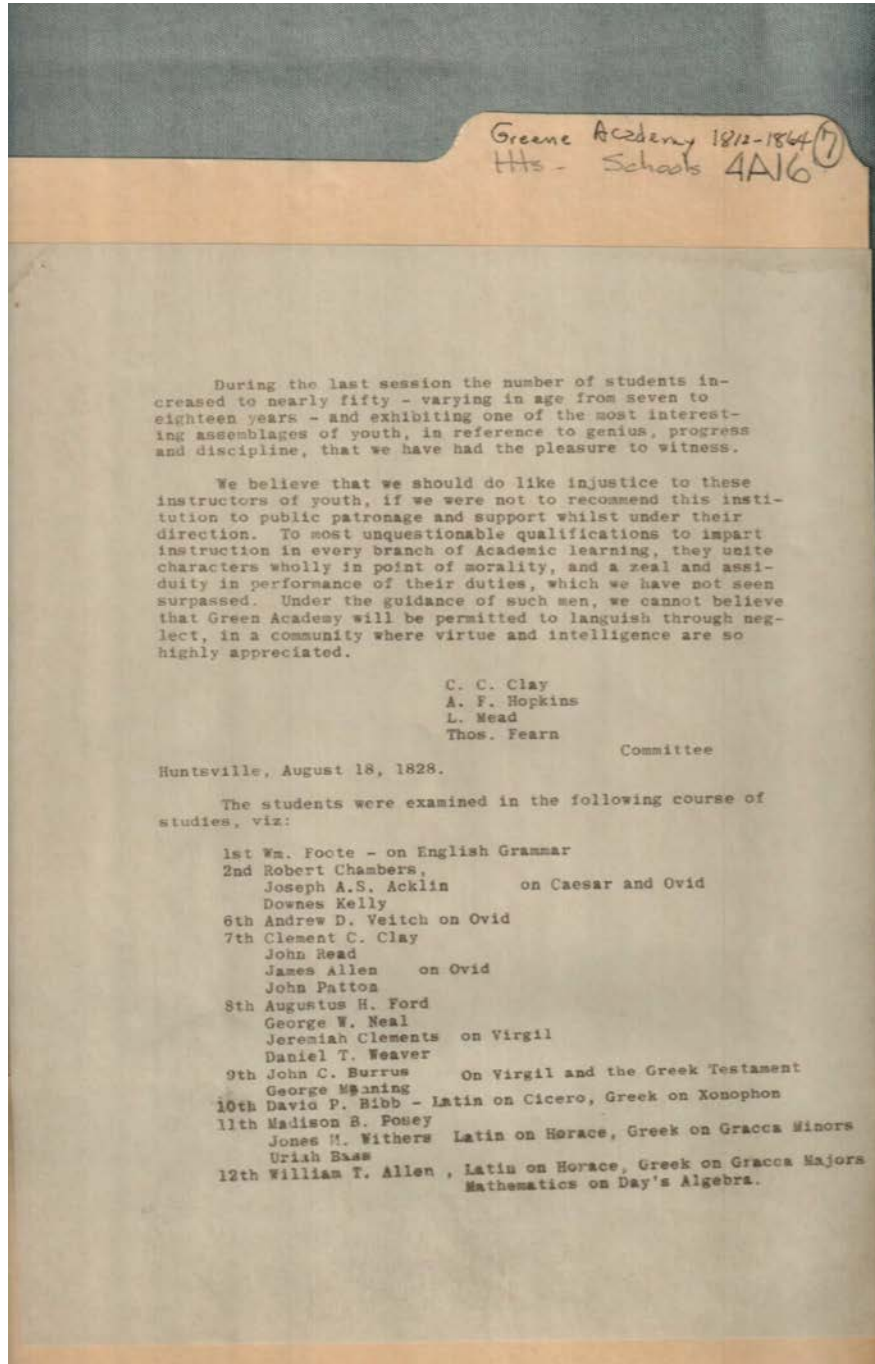 Greene Academy 1812-1864 7
Hts - Schools 4A16
During the last session the number of students in-
creased to nearly fifty - varying in age from seven to
eighteen years - and exhibiting one of the most interest-
ing assemblages of youth, in reference to genius, progress
and discipline, that we have had the pleasure to witness.
We believe that we should do like injustice to these
instructors of youth, if we were not to recommend this insti-
tution to public patronage and support whilst under their
direction. To most unquestionable qualifications to impart
instruction in every branch of Academic learning, they unite
characters wholly in point of morality, and a zeal and assi-
duity in performance of their duties, which we have not seen
surpassed. Under the guidance of such men, we cannot believe
that Green Academy will be permitted to languish through neg-
lect, in a community where virtue and intelligence are so
highly appreciated.
C. C. Clay
A. F. Hopkins
L. Mead
Thos. Fearn
Committee
Huntsville, August 18, 1828.
The students were examined in the following course of
studies, viz:
1st Wm. Foote - on English Grammar
2nd Robert Chambers,
Joseph A.S. Acklin on Caesar and Ovid
Downes Kelly
6th Andrew D. Veitch on Ovid
7th Clement C. Clay
John Read
James Allen on Ovid
John Patton
8th Augustus H. Ford
George W. Neal
Jeremiah Clements on Virgil
Daniel T. Weaver
9th John C. Burrus On Virgil and the Greek Testament
George Manning
10th David P. Bibb - Latin on Cicero, Greek on Xonophon
11th Madison B. Posey
Jones M. Withers Latin on Horace, Greek on Gracca Minors
Uriah Bass
12th William T. Allen , Latin on Horace, Greek on Gracca Majors
Mathematics on Day's Algebra.